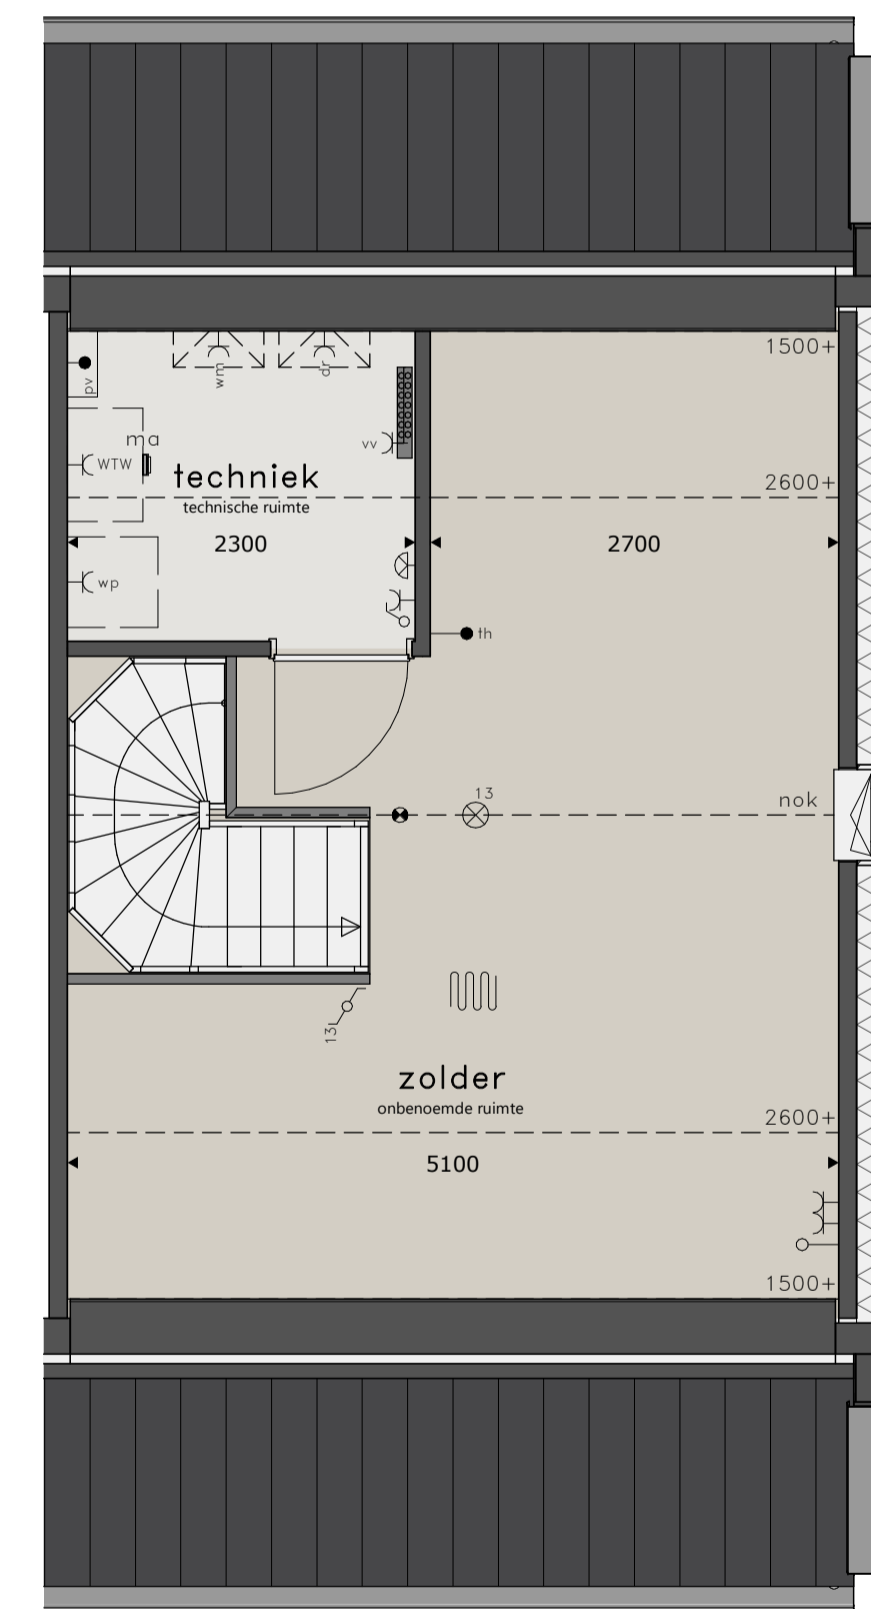 1500+
pv
wm
dr
ma
vv
WTW
techniek
2600+
technische ruimte
2300
2700
wp
th
13
nok
13
zolder
onbenoemde ruimte
2600+
5100
1500+